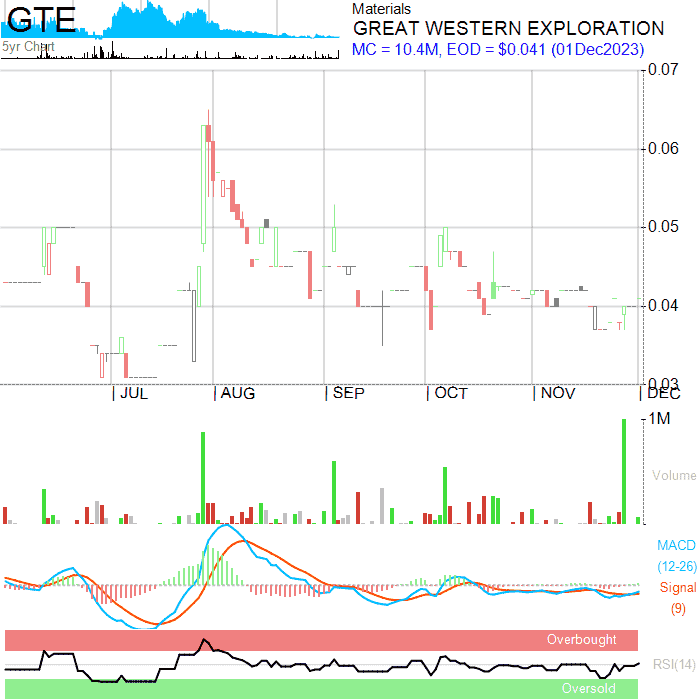 GTE
5yr Chart
Materials
GREAT WESTERN EXPLORATION
MC = 10.4M, EOD = $0.041 (01Dec2023)
0.07
0.06
0.05
0.04
0.03
JUL AUG SEP OCT NOV DEC
1M
Volume
MACD
(12-26)
Signal
(9)
Overbought
RSI(14)
Oversold